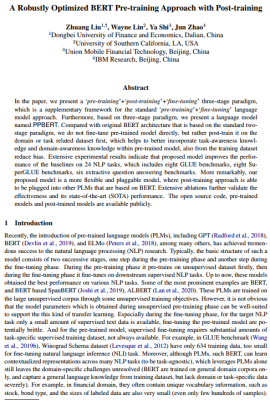 A Robustly Optimized BERT Pre-training Approach with Post-training
Zhuang Liu1,†, Wayne Lin2, Ya Shi3, Jun Zhao4
1Dongbei University of Finance and Economics, Dalian, China
2University of Southern California, LA, USA
3Union Mobile Financial Technology, Beijing, China
4IBM Research, Beijing, China
Abstract
In the paper, we present a 'pre-training'+'post-training'+'fine-tuning' three-stage paradigm,
which is a supplementary framework for the standard 'pre-training'+'fine-tuning' language
model approach. Furthermore, based on three-stage paradigm, we present a language model
named PPBERT. Compared with original BERT architecture that is based on the standard two-
stage paradigm, we do not fine-tune pre-trained model directly, but rather post-train it on the
domain or task related dataset first, which helps to better incorporate task-awareness knowl-
edge and domain-awareness knowledge within pre-trained model, also from the training dataset
reduce bias. Extensive experimental results indicate that proposed model improves the perfor-
mance of the baselines on 24 NLP tasks, which includes eight GLUE benchmarks, eight Su-
perGLUE benchmarks, six extractive question answering benchmarks. More remarkably, our
proposed model is a more flexible and pluggable model, where post-training approach is able
to be plugged into other PLMs that are based on BERT. Extensive ablations further validate the
effectiveness and its state-of-the-art (SOTA) performance. The open source code, pre-trained
models and post-trained models are available publicly.
1 Introduction
Recently, the introduction of pre-trained language models (PLMs), including GPT (Radford et al., 2018),
BERT (Devlin et al., 2019), and ELMo (Peters et al., 2018), among many others, has achieved tremen-
dous success to the natural language processing (NLP) research. Typically, the basic structure of such a
model consists of two successive stages, one step during the pre-training phase and another step during
the fine-tuning phase. During the pre-training phase it pre-trains on unsupervised dataset firstly, then
during the fine-tuning phase it fine-tunes on downstream supervised NLP tasks. Up to now, these models
obtained the best performance on various NLP tasks. Some of the most prominent examples are BERT,
and BERT based SpanBERT (Joshi et al., 2019), ALBERT (Lan et al., 2020). These PLMs are trained on
the large unsupervised corpus through some unsupervised training objectives. However, it is not obvious
that the model parameters which is obtained during unsupervised pre-training phase can be well-suited
to support the this kind of transfer learning. Especially during the fine-tuning phase, for the target NLP
task only a small amount of supervised text data is available, fine-tuning the pre-trained model are po-
tentially brittle. And for the pre-trained model, supervised fine-tuning requires substantial amounts of
task-specific supervised training dataset, not always available. For example, in GLUE benchmark (Wang
et al., 2019b), Winograd Schema dataset (Levesque et al., 2012) have only 634 training data, too small
for fine-tuning natural language inference (NLI) task. Moreover, although PLMs, such BERT, can learn
contextualized representations across many NLP tasks (to be task-agnostic), which leverages PLMs alone
still leaves the domain-specific challenges unresolved (BERT are trained on general domain corpora on-
ly, and capture a general language knowledge from training dataset, but lack domain or task-specific data
severely). For example, in financial domain, they often contain unique vocabulary information, such as
stock, bond type, and the sizes of labeled data are also very small (even only few hundreds of samples).